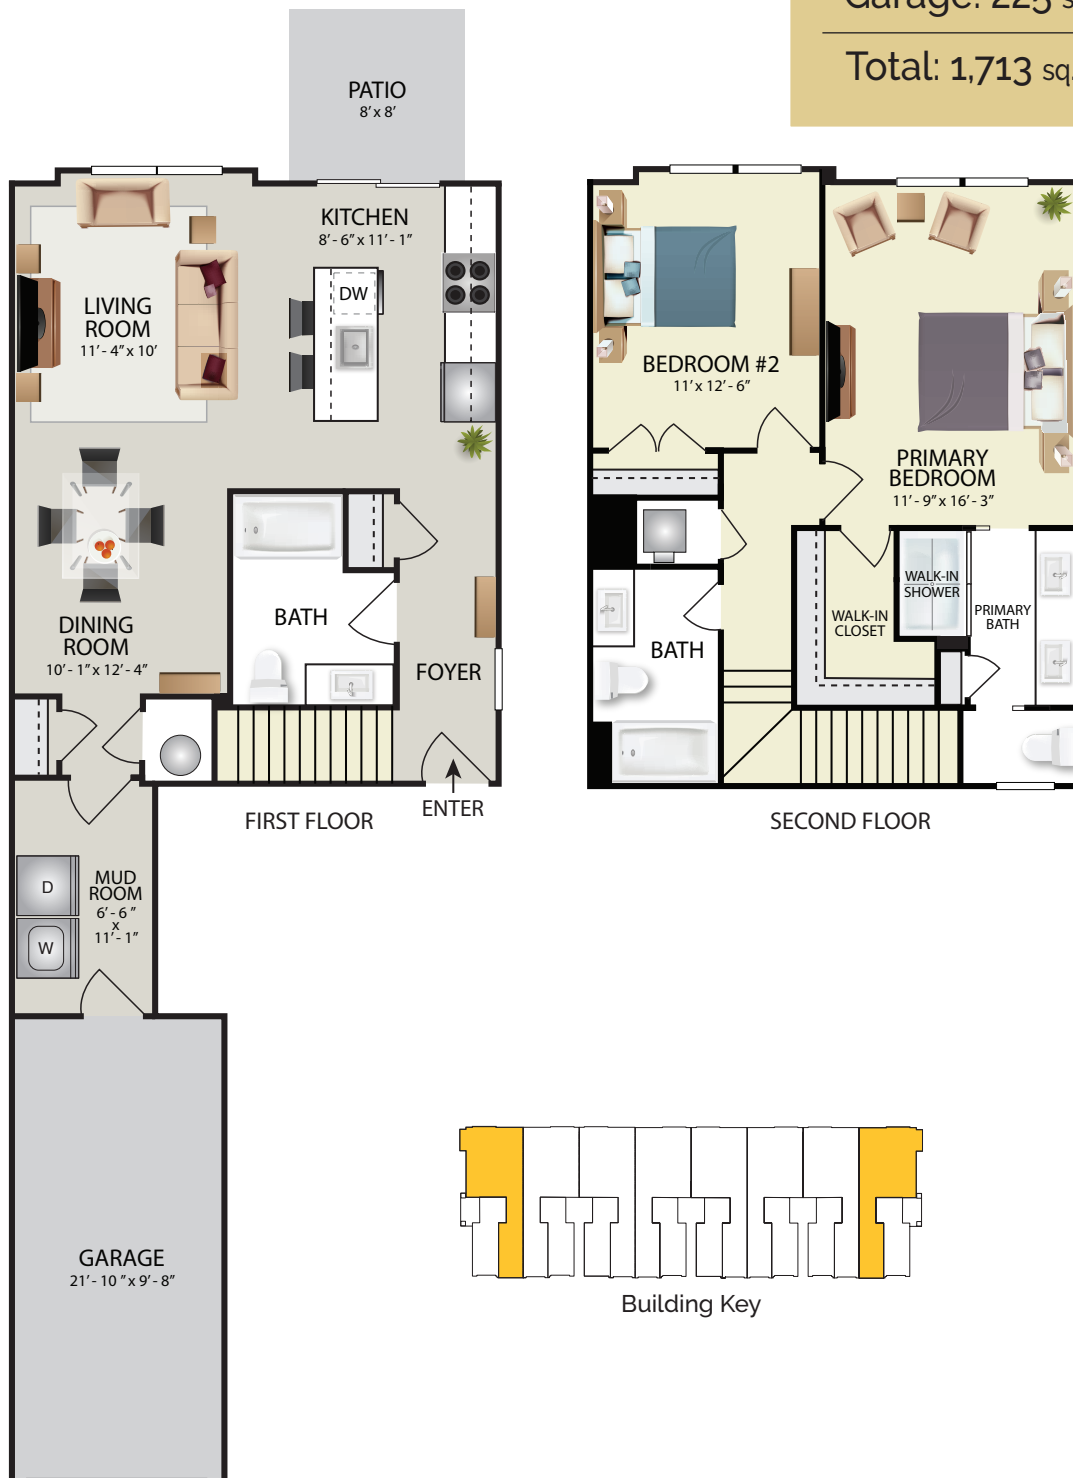 Garage: 225 s
Total: 1,713 sq.
PATIO
8' x 8'
KITCHEN
8' - 6" x 11' - 1"
DW
LIVING
ROOM
11' - 4" x 10'
DINING
ROOM
10' - 1" x 12' - 4"
BATH
FOYER
ENTER
FIRST FLOOR
MUD
ROOM
6' - 6 "
x
11' - 1"
D
W
GARAGE
21' - 10 " x 9' - 8"
BEDROOM #2
11' x 12' - 6"
PRIMARY
BEDROOM
11' - 9" x 16' - 3"
WALK-IN
SHOWER
PRIMARY
BATH
WALK-IN
CLOSET
BATH
SECOND FLOOR
Building Key